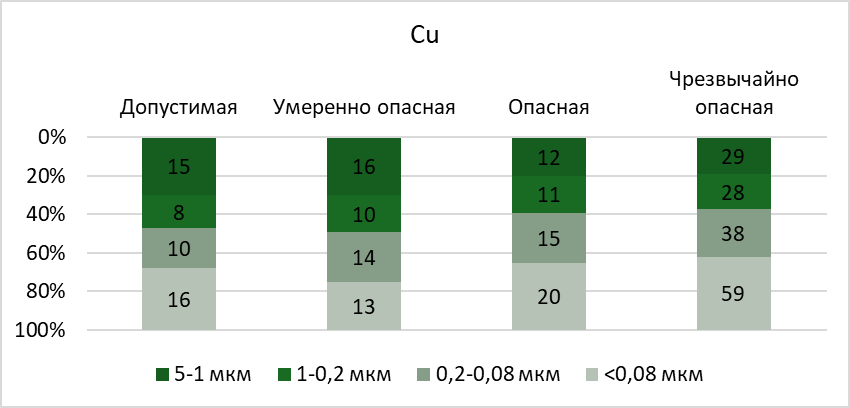 Cu
Допустимая
Умеренно опасная
Опасная
Чрезвычайно
опасная
0%
20%
40%
60%
80%
100%
15
8
10
16
16
10
14
13
12
11
15
20
29
28
38
59
5-1 мкм
1-0,2 мкм
0,2-0,08 мкм
<0,08 мкм